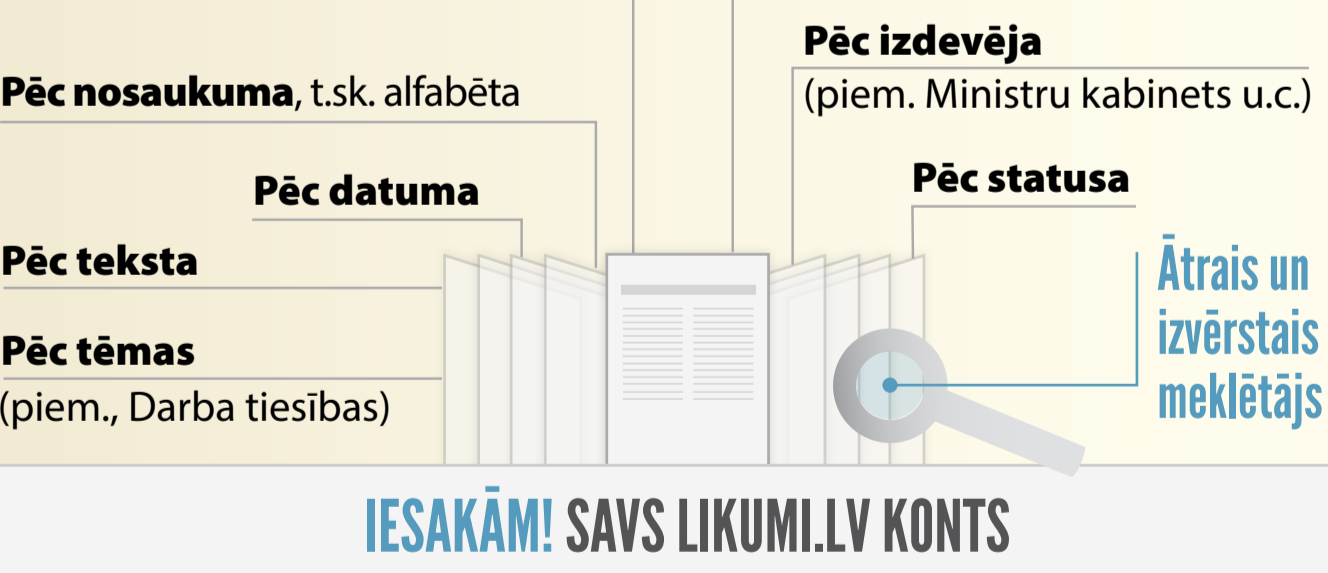 Pēc nosaukuma, t.sk. alfabēta
Pēc datuma
Pēc teksta
Pēc tēmas
(piem., Darba tiesības)
Pēc izdevēja
(piem. Ministru kabinets u.c.)
Pēc statusa
Ātrais un
izvērstais
meklētājs
IESAKĀM! SAVS LIKUMI.LV KONTS